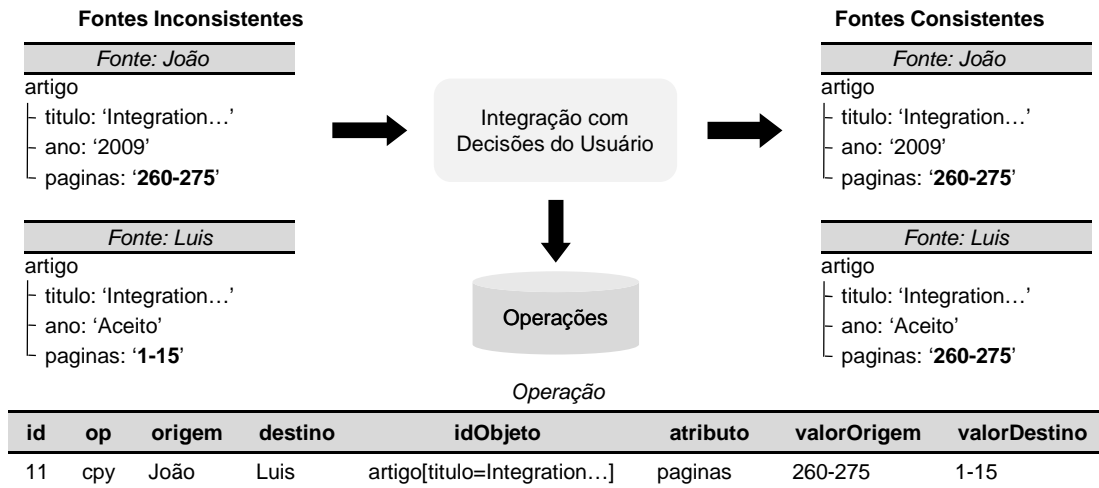 Fontes Inconsistentes
Fonte: João
artigo
titulo: ‘Integration…’
ano: ‘2009’
paginas: ‘260-275’
Fonte: Luis
artigo
titulo: ‘Integration…’
ano: ‘Aceito’
paginas: ‘1-15’
Integração com
Decisões do Usuário
Operações
Fontes Consistentes
Fonte: João
artigo
titulo: ‘Integration…’
ano: ‘2009’
paginas: ‘260-275’
Fonte: Luis
artigo
titulo: ‘Integration…’
ano: ‘Aceito’
paginas: ‘260-275’
Operação
id op origem destino idObjeto atributo valorOrigem valorDestino
11 cpy João Luis artigo[titulo=Integration…] paginas 260-275 1-15